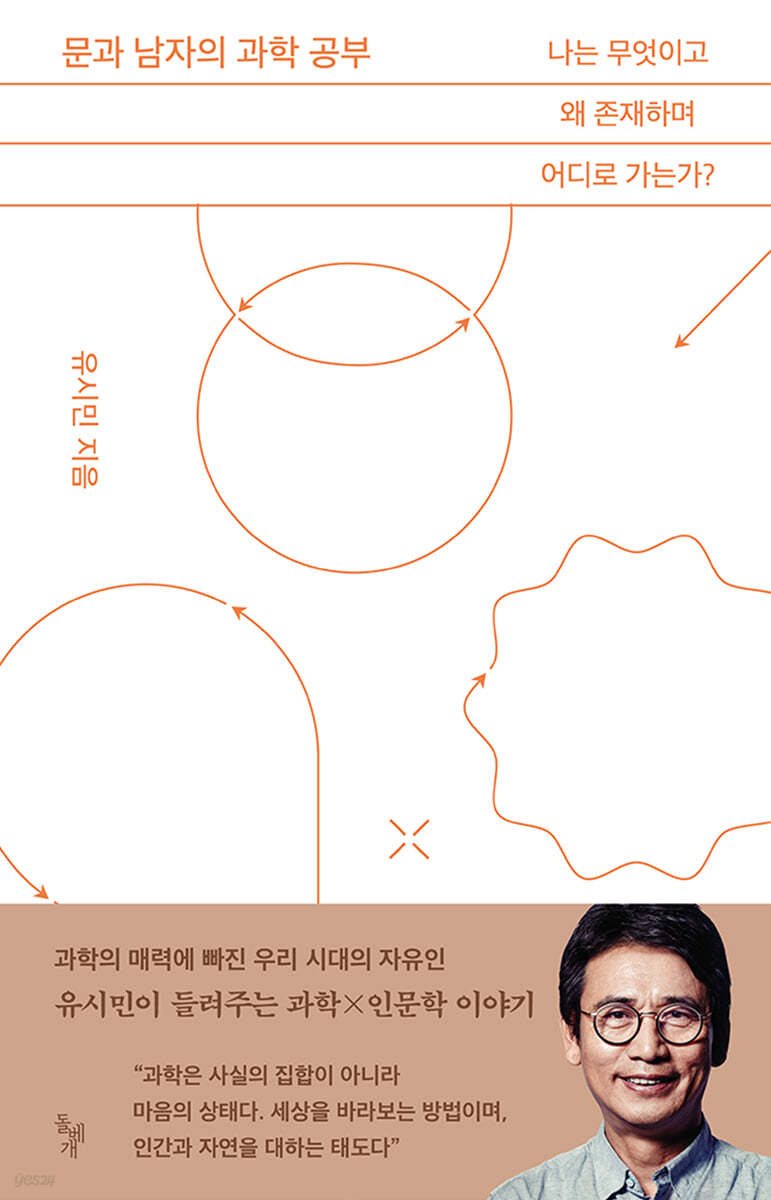 문과 남자의 과학 공부
나는 무엇이고
왜 존재하며
어디로 가는가?
유시민 지음
과학의 매력에 빠진 우리 시대의 자유인
유시민이 들려주는 과학×인문학 이야기
“과학은 사실의 집합이 아니라
마음의 상태다. 세상을 바라보는 방법이며,
인간과 자연을 대하는 태도다”
돌베개
yes24